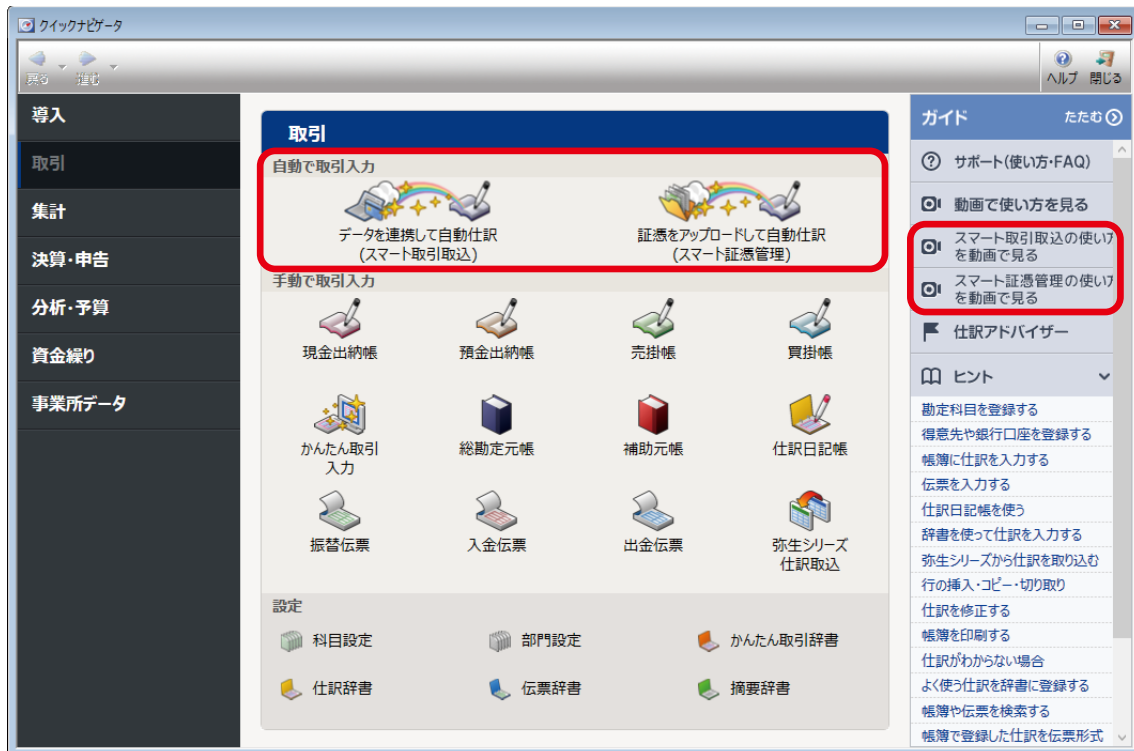 クイックナビゲータ
戻る 進む
ヘルプ 閉じる
導入
取引
集計
決算・申告
分析・予算
資金繰り
事業所データ
取引
自動で取引入力
データを連携して自動仕訳
(スマート取引取込)
証憑をアップロードして自動仕訳
(スマート証憑管理)
手動で取引入力
現金出納帳 預金出納帳 売掛帳 買掛帳
かんたん取引
入力
総勘定元帳 補助元帳 仕訳日記帳
振替伝票 入金伝票 出金伝票 弥生シリーズ
仕訳取込
設定
科目設定 部門設定 かんたん取引辞書
仕訳辞書 伝票辞書 摘要辞書
ガイド たたむ
サポート(使い方・FAQ)
動画で使い方を見る
スマート取引取込の使い方
を動画で見る
スマート証憑管理の使い方
を動画で見る
仕訳アドバイザー
ヒント
勘定科目を登録する
得意先や銀行口座を登録する
帳簿に仕訳を入力する
伝票を入力する
仕訳日記帳を使う
辞書を使って仕訳を入力する
弥生シリーズから仕訳を取り込む
行の挿入・コピー・切り取り
仕訳を修正する
帳簿を印刷する
仕訳がわからない場合
よく使う仕訳を辞書に登録する
帳簿や伝票を検索する
帳簿で登録した仕訳を伝票形式